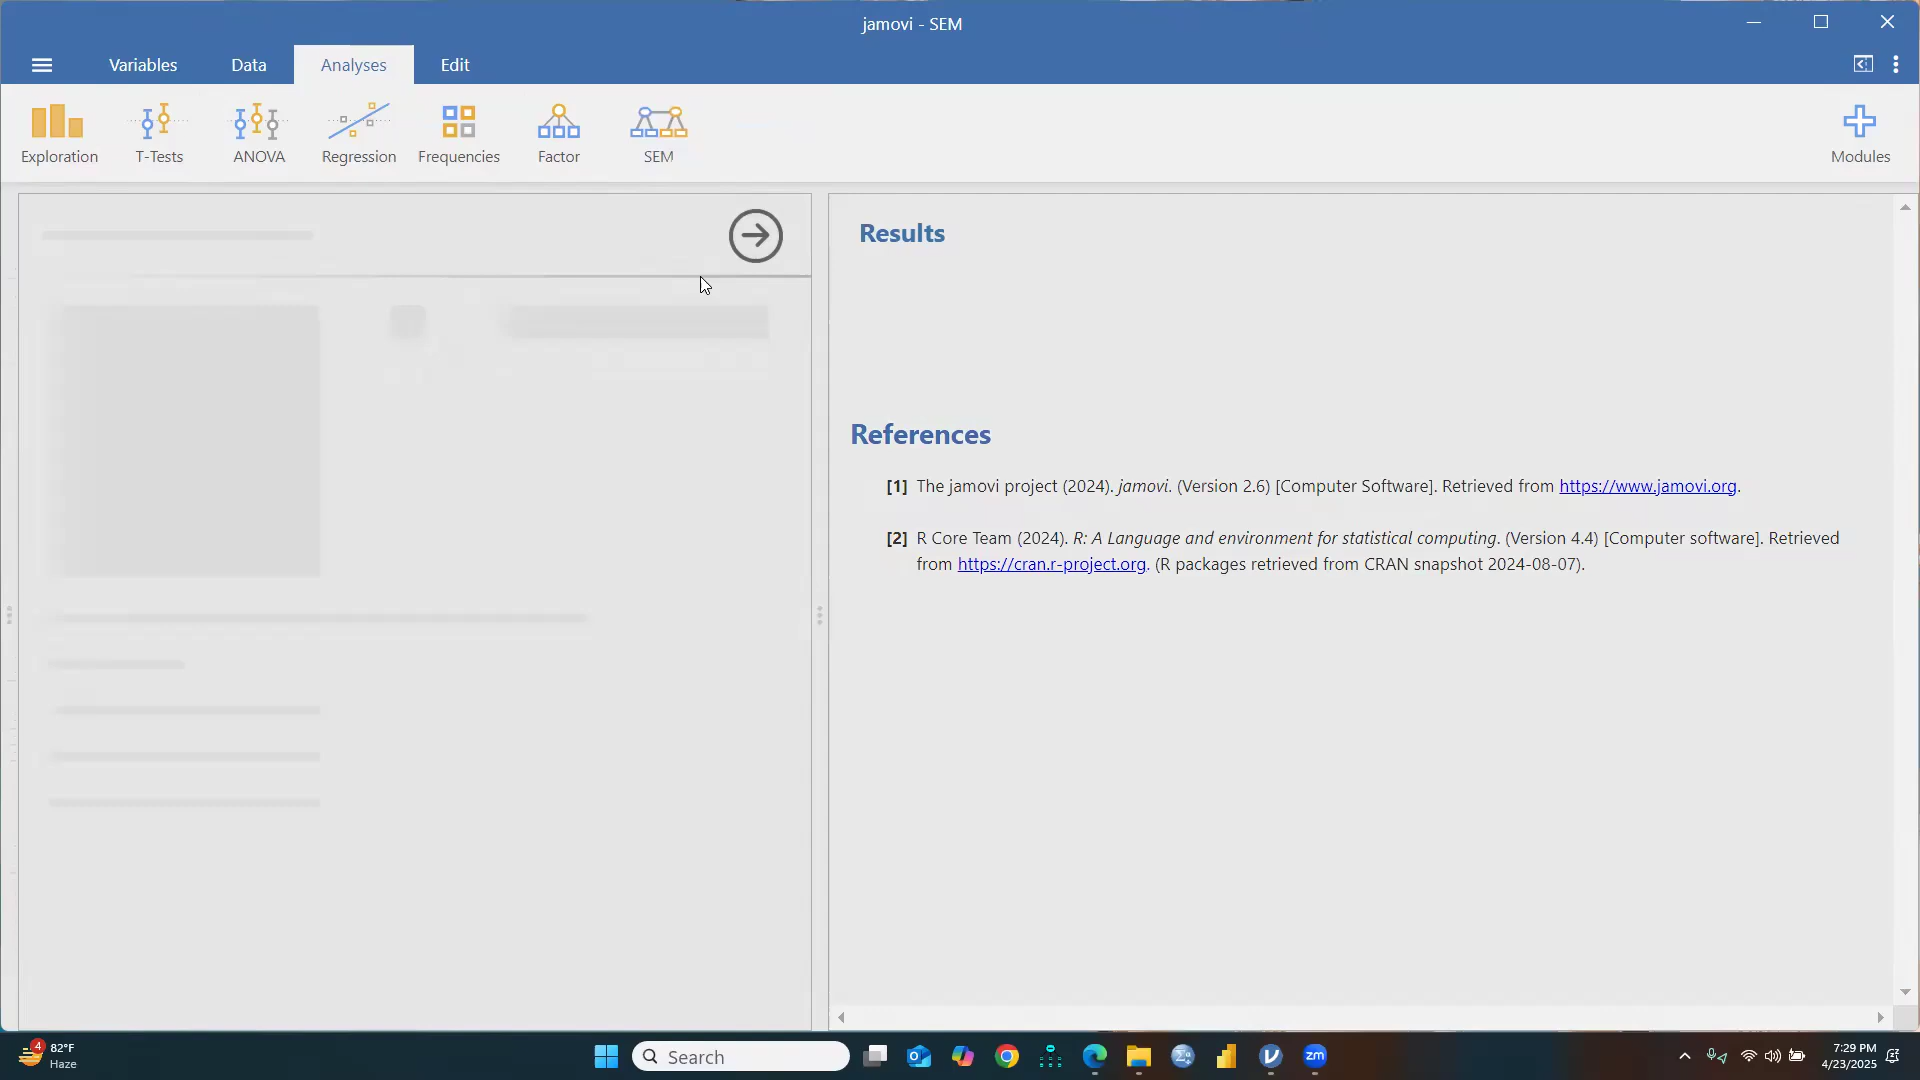 jamovi - SEM
Variables
Data
Analyses
Edit
Exploration
T-Tests
ANOVA
Regression
Frequencies
Factor
SEM
Modules
Results
References
[1] The jamovi project (2024). jamovi. (Version 2.6) [Computer Software]. Retrieved from https://www.jamovi.org.
[2] R Core Team (2024). R: A Language and environment for statistical computing. (Version 4.4) [Computer software]. Retrieved
from https://cran.r-project.org. (R packages retrieved from CRAN snapshot 2024-08-07).
4
82°F
Haze
Search
zm
7:29 PM
4/23/2025